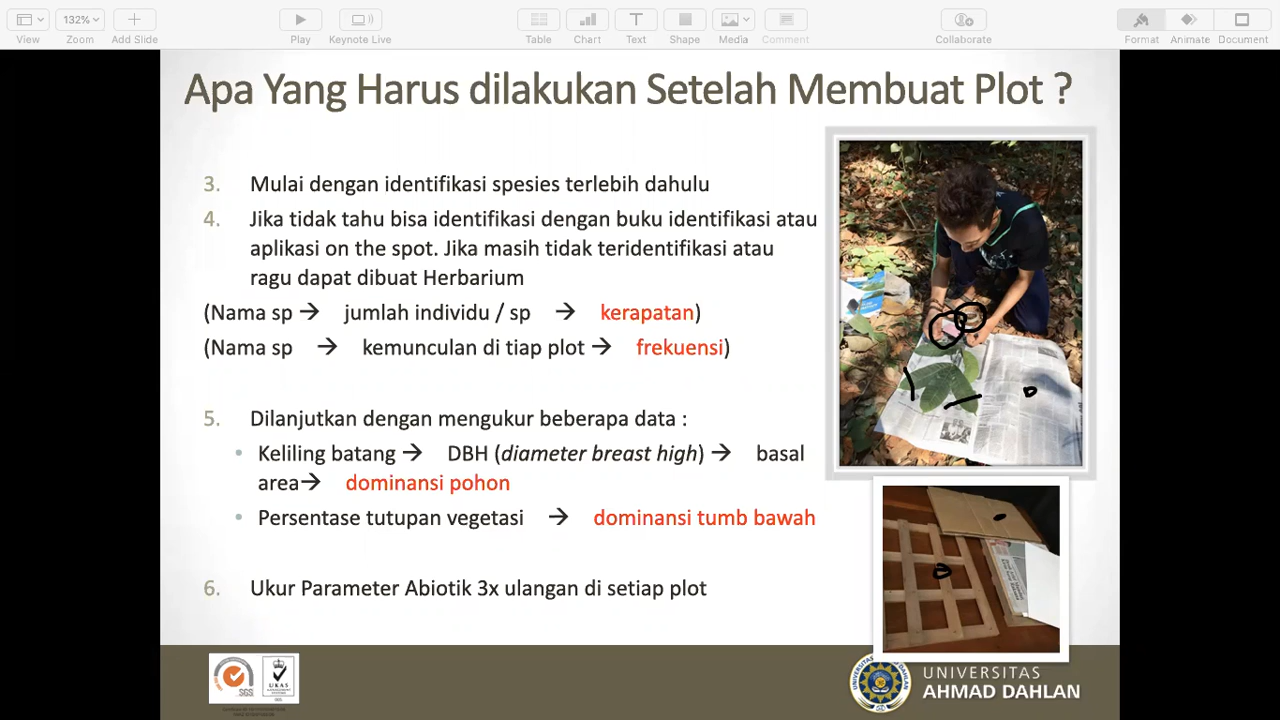 132%
View
Zoom
Add Slide
Play
Keynote Live
Table
Chart
Text
Shape
Media
Comment
Collaborate
Format
Animate
Document
Apa Yang Harus dilakukan Setelah Membuat Plot ?
3. Mulai dengan identifikasi spesies terlebih dahulu
4. Jika tidak tahu bisa identifikasi dengan buku identifikasi atau
aplikasi on the spot. Jika masih tidak teridentifikasi atau
ragu dapat dibuat Herbarium
(Nama sp → jumlah individu / sp → kerapatan)
(Nama sp → kemunculan di tiap plot → frekuensi)
5. Dilanjutkan dengan mengukur beberapa data :
• Keliling batang → DBH (diameter breast high) → basal
area→ dominansi pohon
• Persentase tutupan vegetasi → dominansi tumb bawah
6. Ukur Parameter Abiotik 3x ulangan di setiap plot
SGS
UKAS
UNIVERSITAS
AHMAD DAHLAN